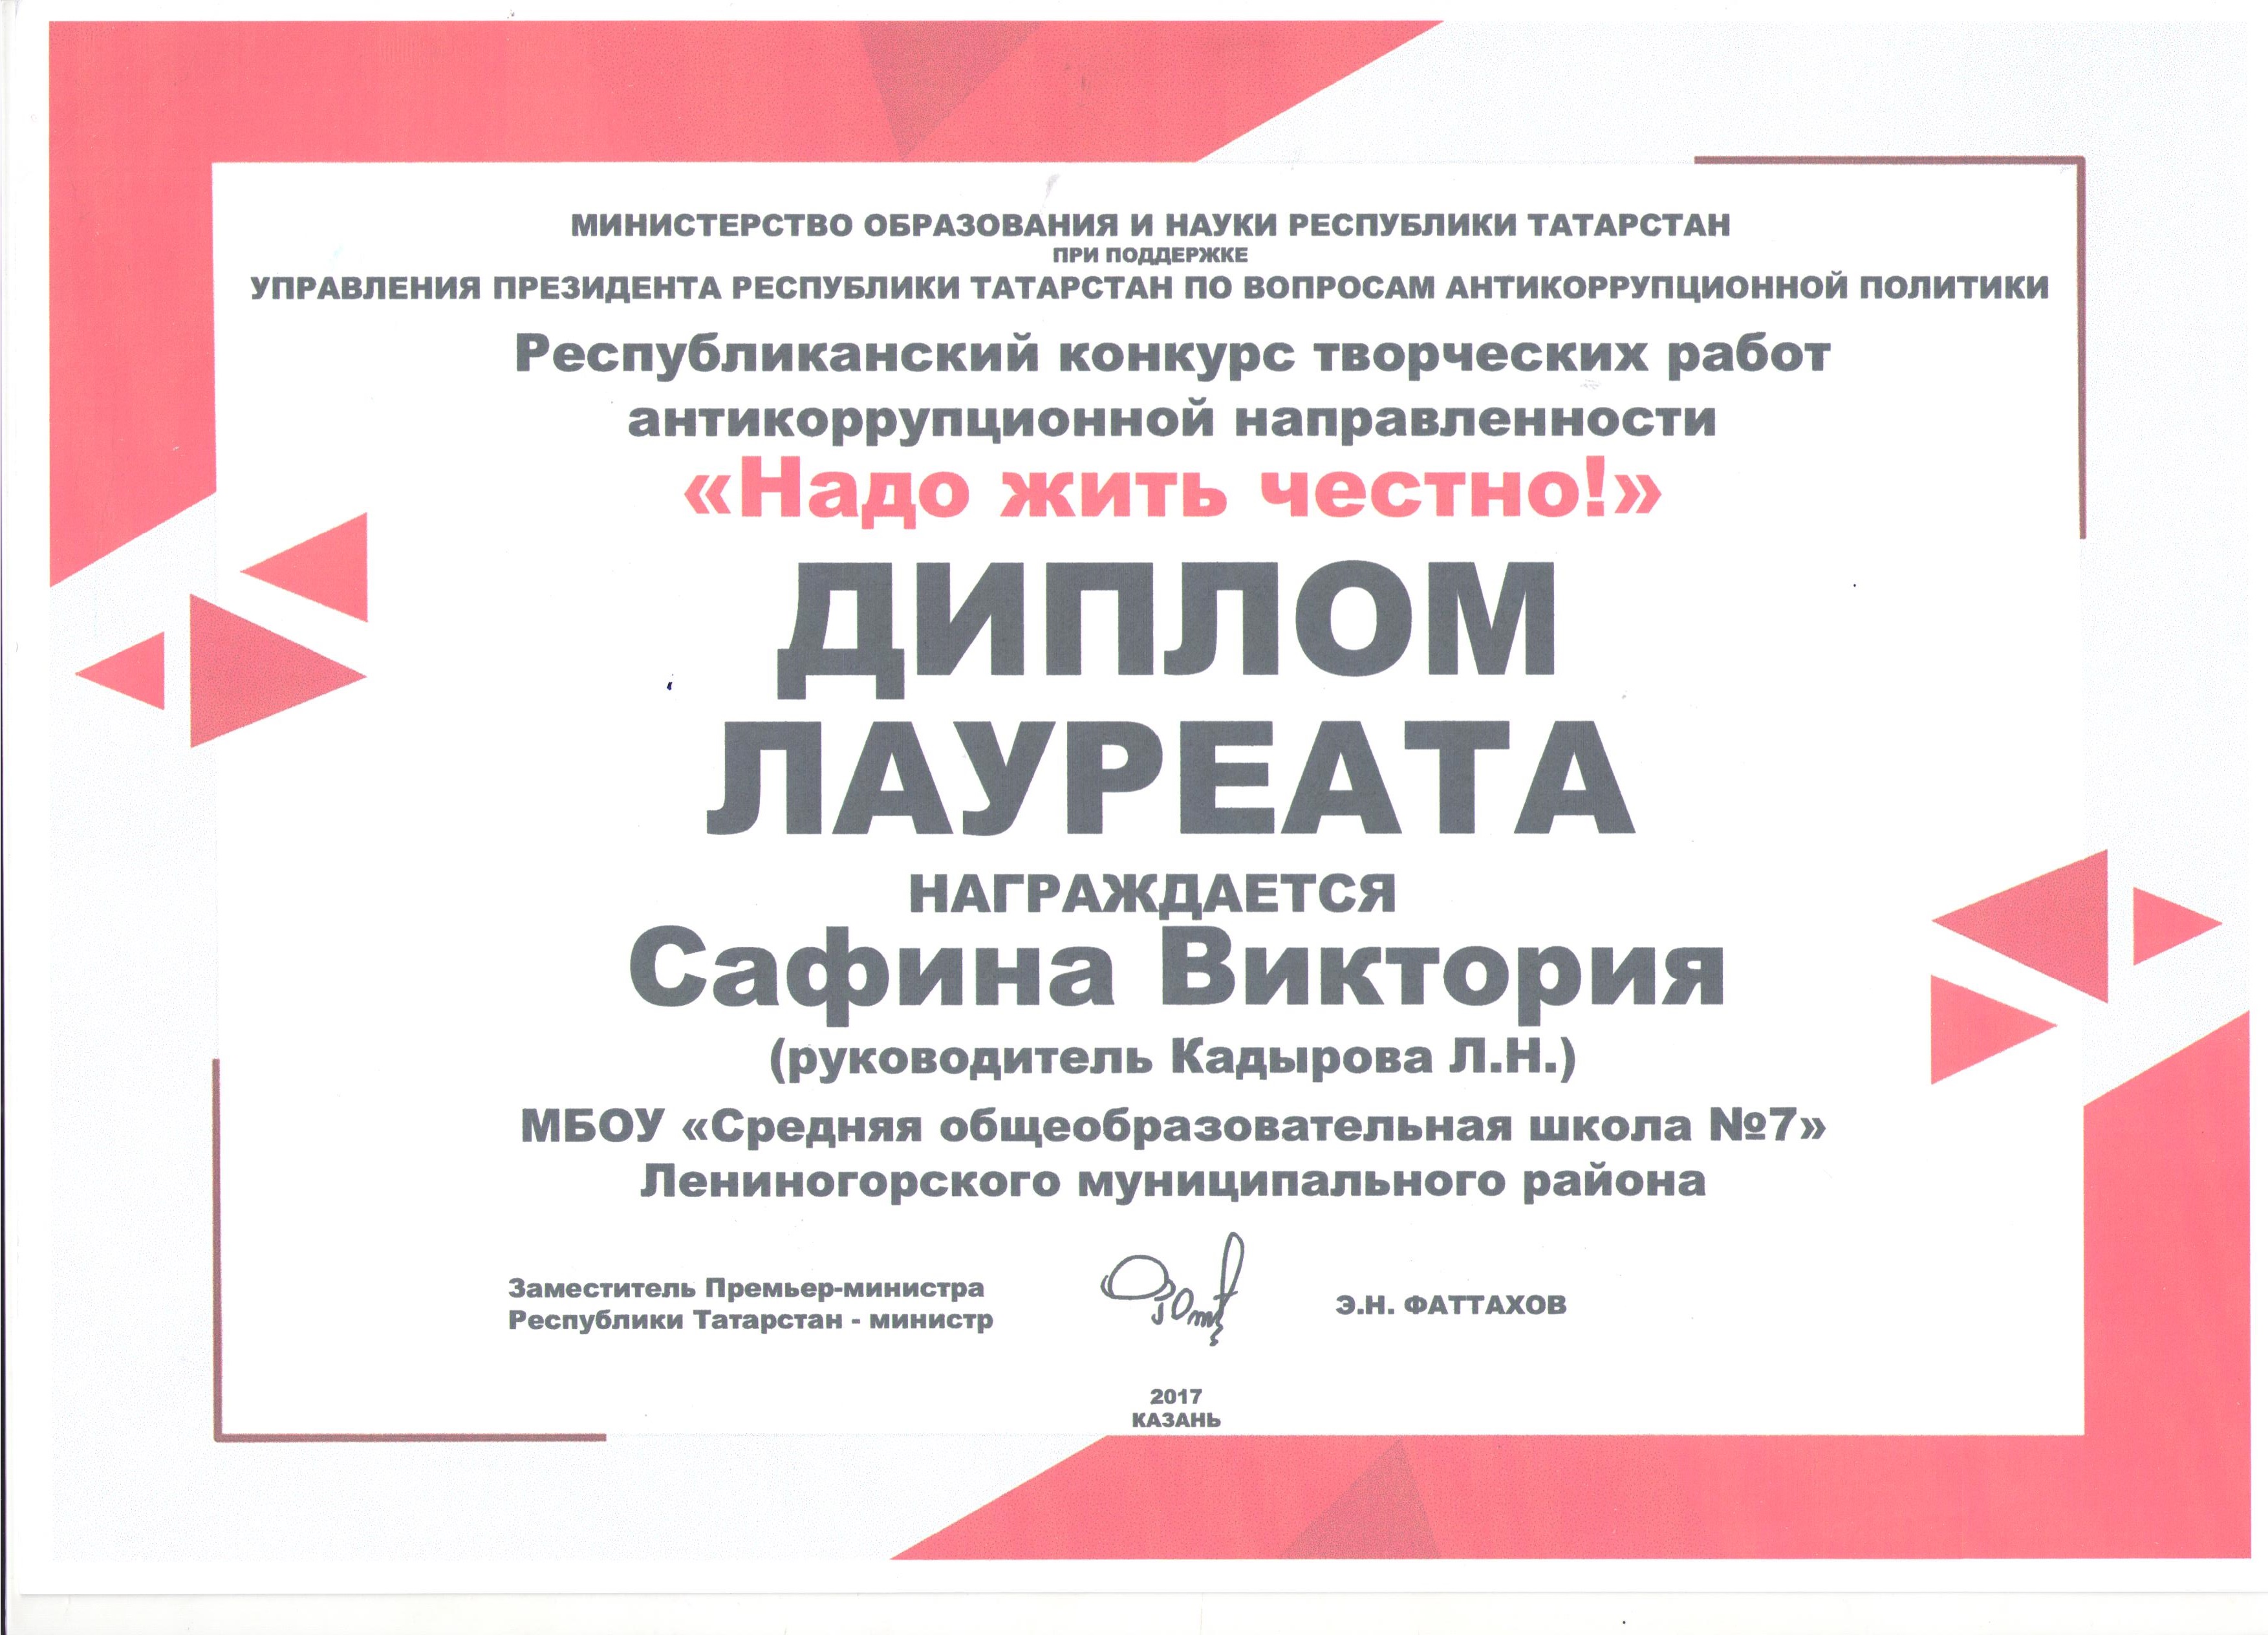 МИНИСТЕРСТВО ОБРАЗОВАНИЯ И НАУКИ РЕСПУБЛИКИ ТАТАРСТАН
ПРИ ПОДДЕРЖКЕ
УПРАВЛЕНИЯ ПРЕЗИДЕНТА РЕСПУБЛИКИ ТАТАРСТАН ПО ВОПРОСАМ АНТИКОРРУПЦИОННОЙ ПОЛИТИКИ
Республиканский конкурс творческих работ
антикоррупционной направленности
«Надо жить честно!»
ДИПЛОМ
ЛАУРЕАТА
НАГРАЖДАЕТСЯ
Сафина Виктория
(руководитель Кадырова Л.Н.)
МБОУ «Средняя общеобразовательная школа №7»
Лениногорского муниципального района
Заместитель Премьер-министра
Республики Татарстан - министр
Э.Н. ФАТТАХОВ
2017
КАЗАНЬ